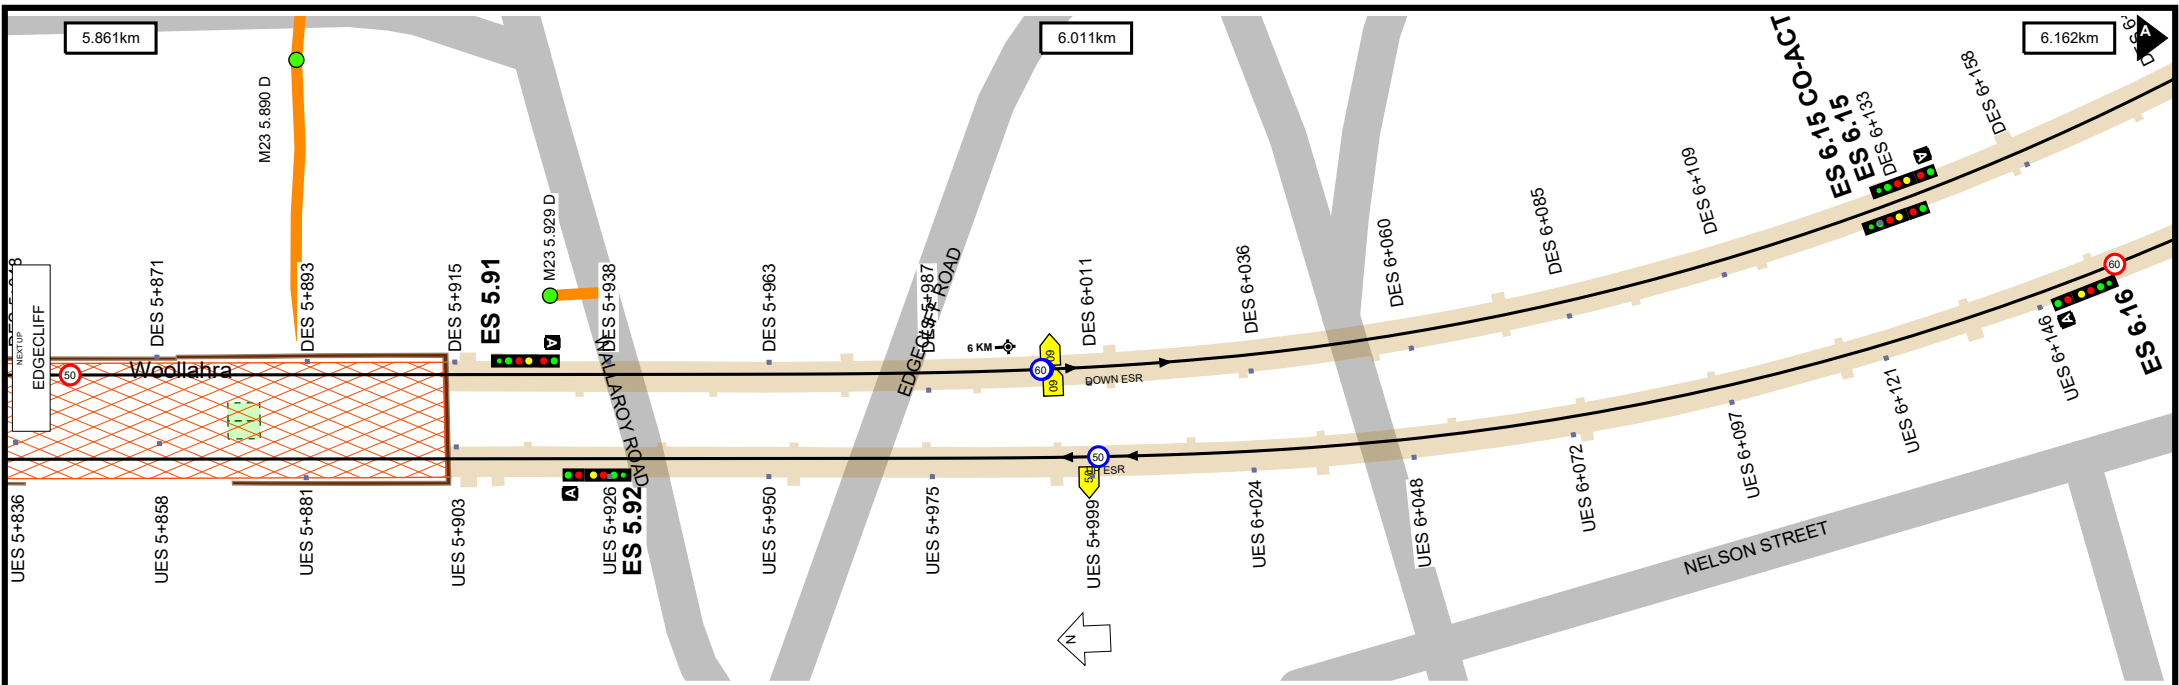 5.861km
6.011km
6.162km
A
M23 5.890 D
M23 5.929 D
ES 6.15 CO-ACT
ES 6.15
DES 6+133
DES 6+158
A
DES 5+871
DES 5+893
DES 5+915
ES 5.91
A
DES 5+938
DES 5+963
DES 5+987
EDGECLIFF ROAD
DES 6+011
DES 6+036
DES 6+060
DES 6+085
DES 6+109
NEXT UP
EDGECLIFF
50
Woollahra
WALLAROY ROAD
6 KM
60
60
60
DOWN ESR
50
50
UP ESR
60
A
ES 6.16
UES 5+836
UES 5+858
UES 5+881
UES 5+903
A
UES 5+926
ES 5.92
UES 5+950
UES 5+975
UES 5+999
UES 6+024
UES 6+048
UES 6+072
UES 6+097
UES 6+121
UES 6+146
NELSON STREET
N